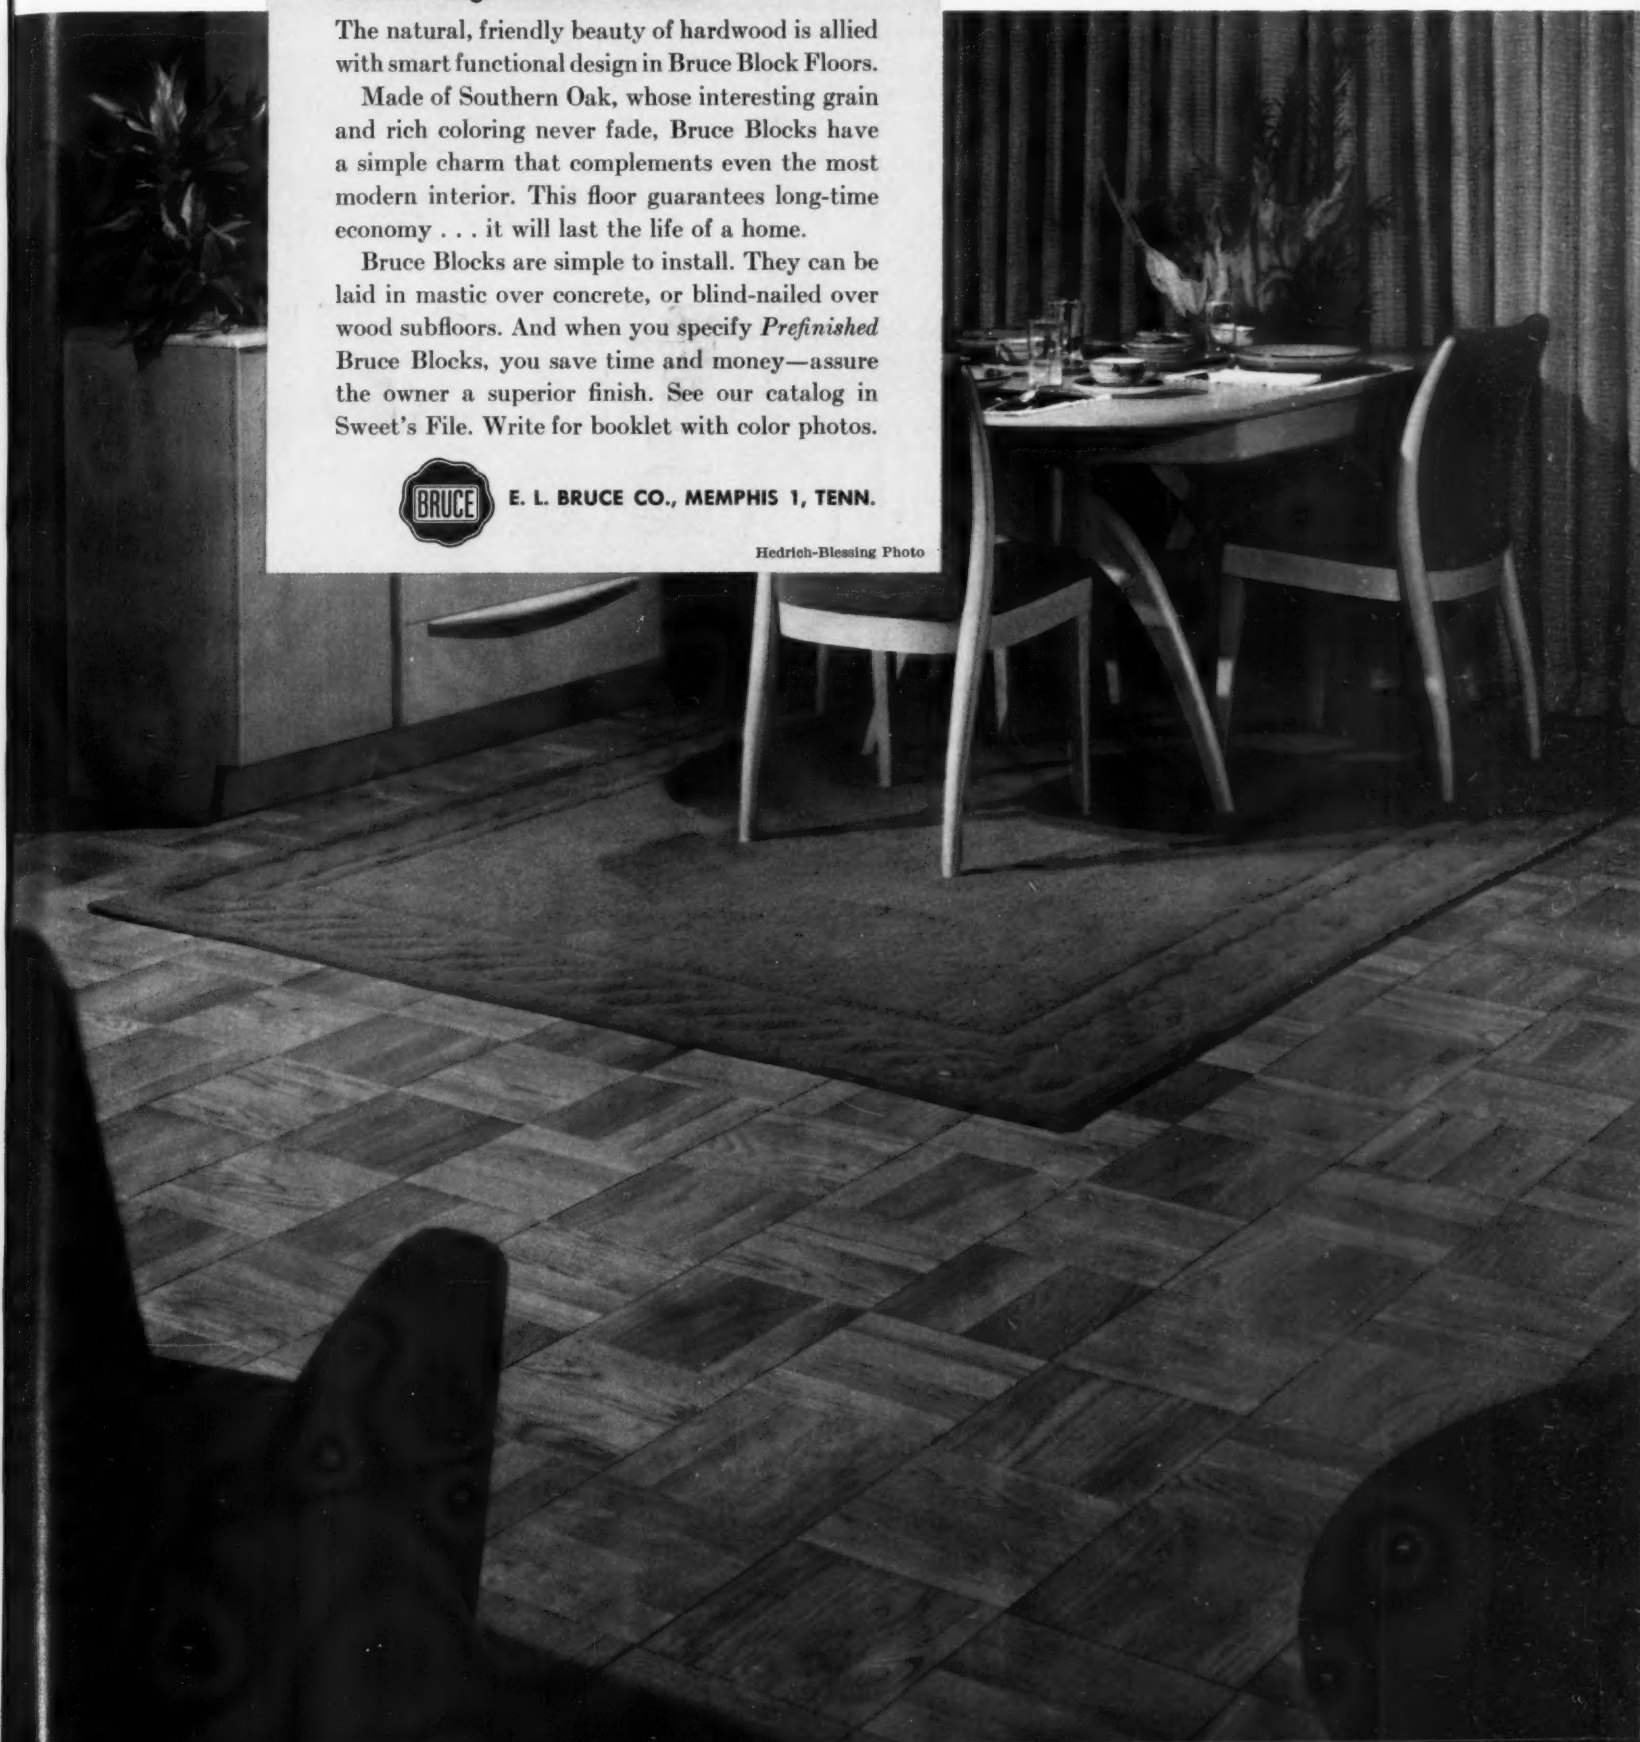 The natural, friendly beauty of hardwood is allied
with smart functional design in Bruce Block Floors.
Made of Southern Oak, whose interesting grain
and rich coloring never fade, Bruce Blocks have
a simple charm that complements even the most
modern interior. This floor guarantees long-time
economy . . . it will last the life of a home.
Bruce Blocks are simple to install. They can be
laid in mastic over concrete, or blind-nailed over
wood subfloors. And when you specify Prefinished
Bruce Blocks, you save time and money—assure
the owner a superior finish. See our catalog in
Sweet's File. Write for booklet with color photos.
BRUCE
E. L. BRUCE CO., MEMPHIS 1, TENN.
Hedrich-Blessing Photo